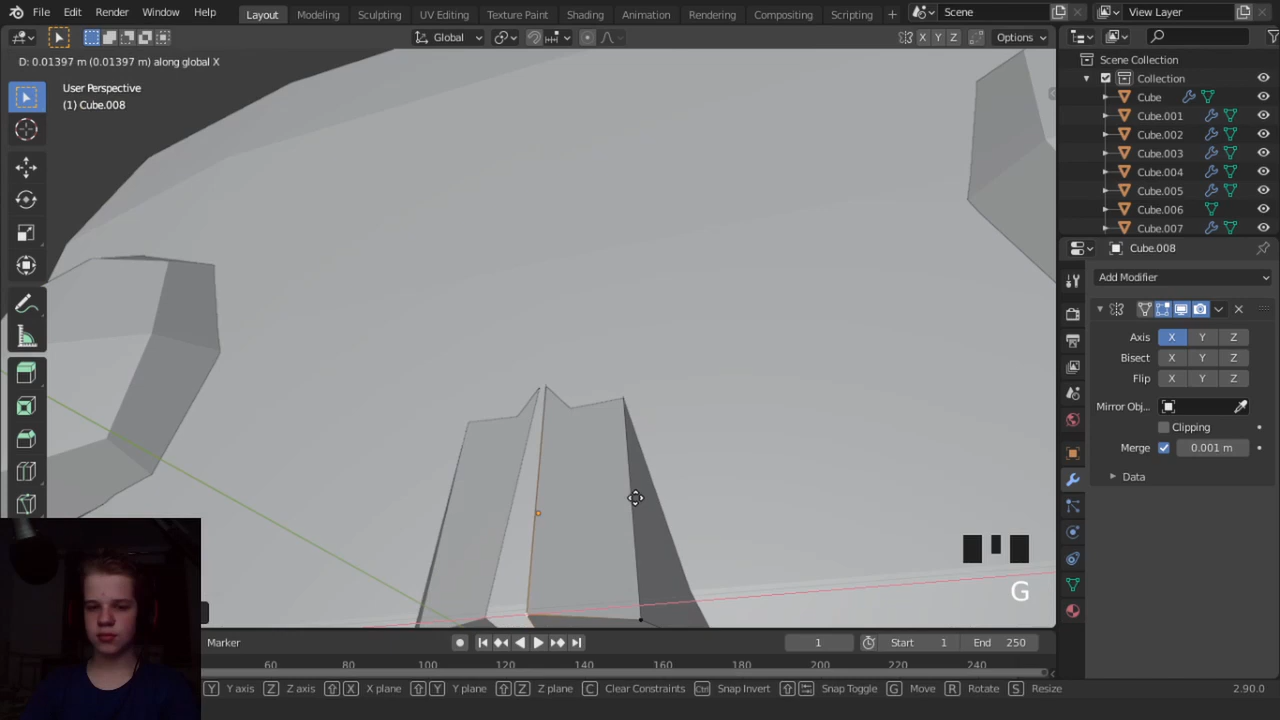 File Edit Render Window Help Layout Modeling Sculpting UV Editing Texture Paint Shading Animation Rendering Compositing Scripting + Scene View Layer
Global X Y Z Options
D: 0.01397 m (0.01397 m) along global X
User Perspective
(1) Cube.008
Scene Collection
Collection
Cube
Cube.001
Cube.002
Cube.003
Cube.004
Cube.005
Cube.006
Cube.007
Cube.008
Add Modifier
Axis X Y Z
Bisect X Y Z
Flip X Y Z
Mirror Obj...
Clipping
Merge 0.001 m
Data
G
Marker 1 Start 1 End 250
60 80 100 120 140 160 180 200 220 240
Y Y axis Z Z axis X X plane Y Y plane Z Z plane C Clear Constraints Ctrl Snap Invert Snap Toggle G Move R Rotate S Resize 2.90.0